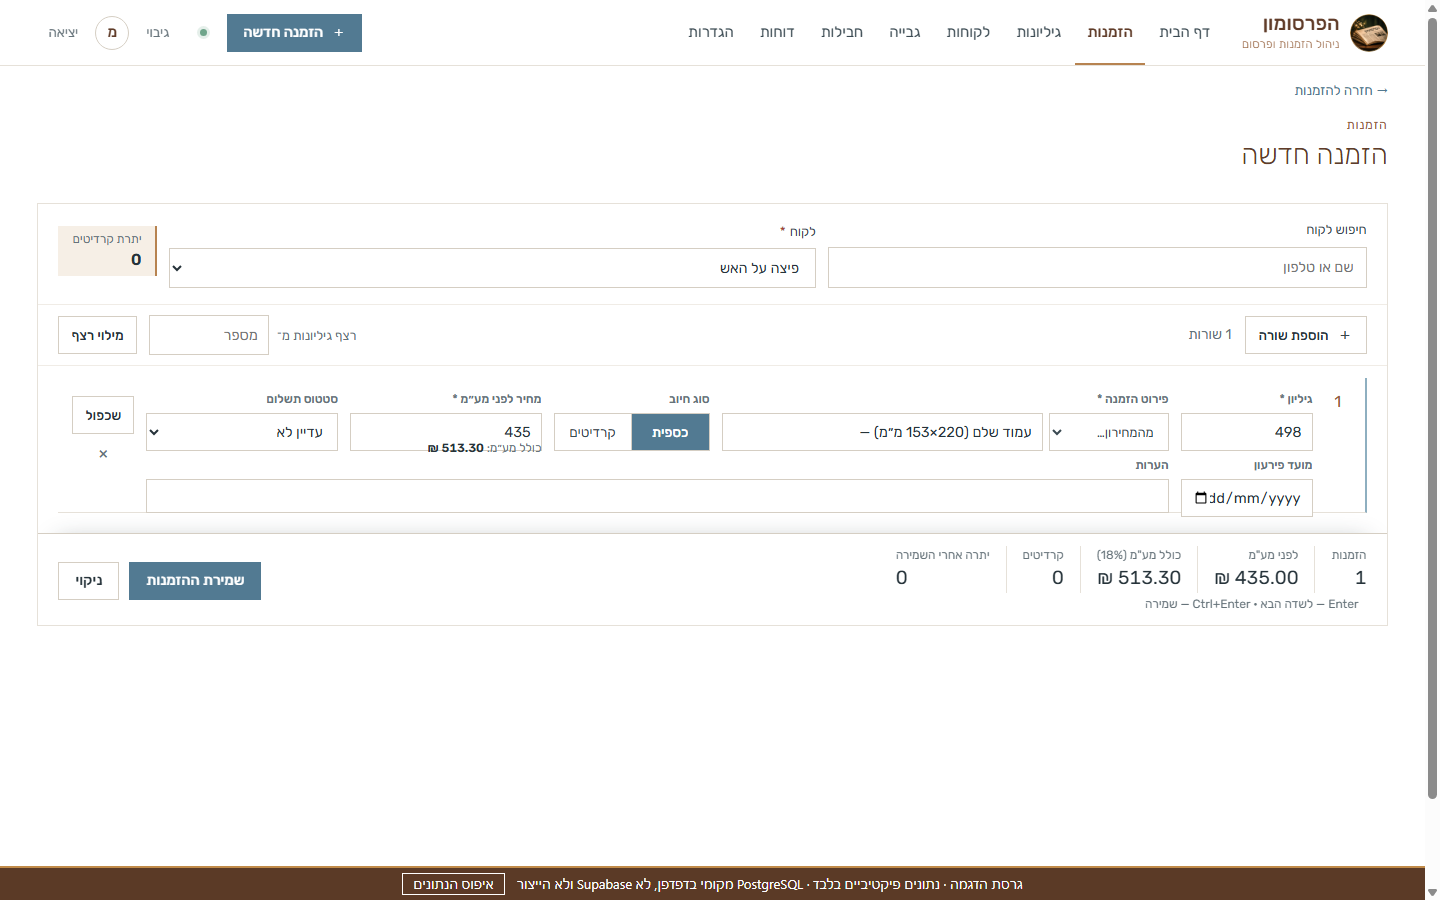 הפרסומון
ניהול הזמנות ופרסום
דף הבית
הזמנות
גיליונות
לקוחות
גבייה
חבילות
דוחות
הגדרות
+ הזמנה חדשה
גיבוי
מ
יציאה
→ חזרה להזמנות
הזמנות
הזמנה חדשה
חיפוש לקוח
שם או טלפון
לקוח *
פיצה על האש
יתרת קרדיטים
0
+ הוספת שורה
1 שורות
רצף גיליונות מ־
מספר
מילוי רצף
1
גיליון *
498
פירוט הזמנה *
מהמחירון...
עמוד שלם (220×153 מ״מ) —
סוג חיוב
כספית
קרדיטים
מחיר לפני מע״מ *
435
כולל מע״מ: 513.30 ₪
סטטוס תשלום
עדיין לא
שכפול
×
מועד פירעון
dd/mm/yyyy
הערות
הזמנות
1
לפני מע"מ
435.00 ₪
כולל מע"מ (18%)
513.30 ₪
קרדיטים
0
יתרה אחרי השמירה
0
Enter — לשדה הבא • Ctrl+Enter — שמירה
שמירת ההזמנות
ניקוי
גרסת הדגמה · נתונים פיקטיביים בלבד · PostgreSQL מקומי בדפדפן, לא Supabase ולא הייצור
איפוס הנתונים